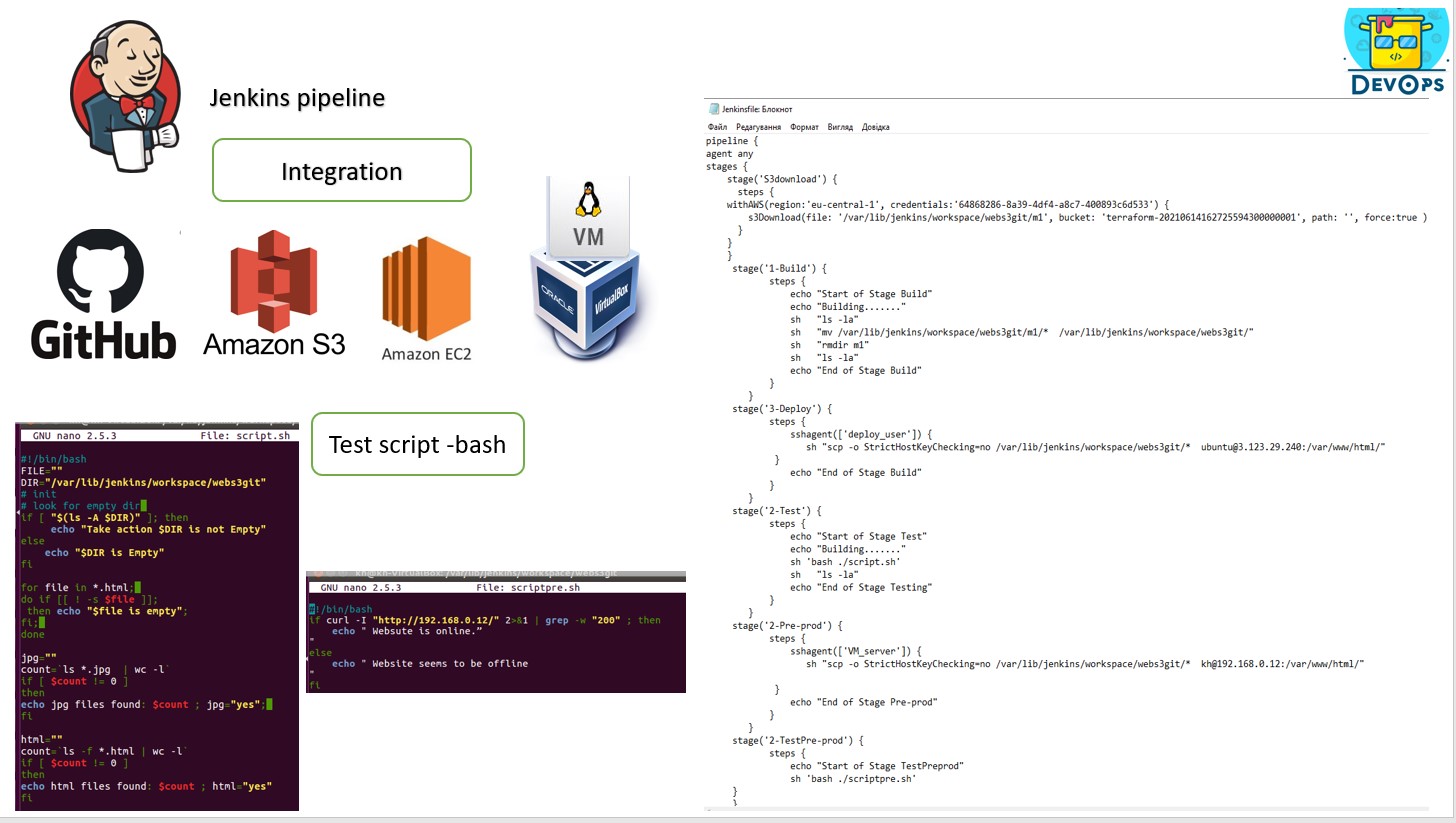 Jenkins pipeline
Integration
GitHub
Amazon S3
Amazon EC2
VM
ORACLE
VirtualBox
Test script -bash
GNU nano 2.5.3 File: script.sh
#!/bin/bash
FILE=""
DIR="/var/lib/jenkins/workspace/webs3git"
# init
# look for empty dir
if [ "$(ls -A $DIR)" ]; then
echo "Take action $DIR is not Empty"
else
echo "$DIR is Empty"
fi
for file in *.html;
do if [[ ! -s $file ]];
then echo "$file is empty";
fi;
done
jpg=""
count=`ls *.jpg | wc -l`
if [ $count != 0 ]
then
echo jpg files found: $count ; jpg="yes";
fi
html=""
count=`ls -f *.html | wc -l`
if [ $count != 0 ]
then
echo html files found: $count ; html="yes"
fi
GNU nano 2.5.3 File: scriptpre.sh
#!/bin/bash
if curl -I "http://192.168.0.12/" 2>&1 | grep -w "200" ; then
echo " Websute is online.”
"
else
echo " Website seems to be offline
"
fi
DEVOPS
</>
Jenkinsfile: Блокнот
Файл Редагування Формат Вигляд Довідка
pipeline {
agent any
stages {
stage('S3download') {
steps {
withAWS(region:'eu-central-1', credentials:'64868286-8a39-4df4-a8c7-400893c6d533') {
s3Download(file: '/var/lib/jenkins/workspace/webs3git/m1', bucket: 'terraform-20210614162725594300000001', path: '', force:true )
}
}
}
stage('1-Build') {
steps {
echo "Start of Stage Build"
echo "Building......."
sh "ls -la"
sh "mv /var/lib/jenkins/workspace/webs3git/m1/* /var/lib/jenkins/workspace/webs3git/"
sh "rmdir m1"
sh "ls -la"
echo "End of Stage Build"
}
}
stage('3-Deploy') {
steps {
sshagent(['deploy_user']) {
sh "scp -o StrictHostKeyChecking=no /var/lib/jenkins/workspace/webs3git/* ubuntu@3.123.29.240:/var/www/html/"
}
echo "End of Stage Build"
}
}
stage('2-Test') {
steps {
echo "Start of Stage Test"
echo "Building......."
sh 'bash ./script.sh'
sh "ls -la"
echo "End of Stage Testing"
}
}
stage('2-Pre-prod') {
steps {
sshagent(['VM_server']) {
sh "scp -o StrictHostKeyChecking=no /var/lib/jenkins/workspace/webs3git/* kh@192.168.0.12:/var/www/html/"
}
echo "End of Stage Pre-prod"
}
}
stage('2-TestPre-prod') {
steps {
echo "Start of Stage TestPreprod"
sh 'bash ./scriptpre.sh'
}
}